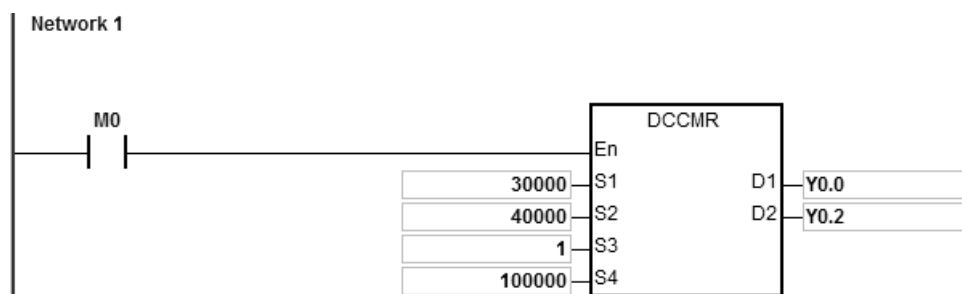 Network 1
M0
DCCMR
En
30000 S1 D1 Y0.0
40000 S2 D2 Y0.2
1 S3
100000 S4